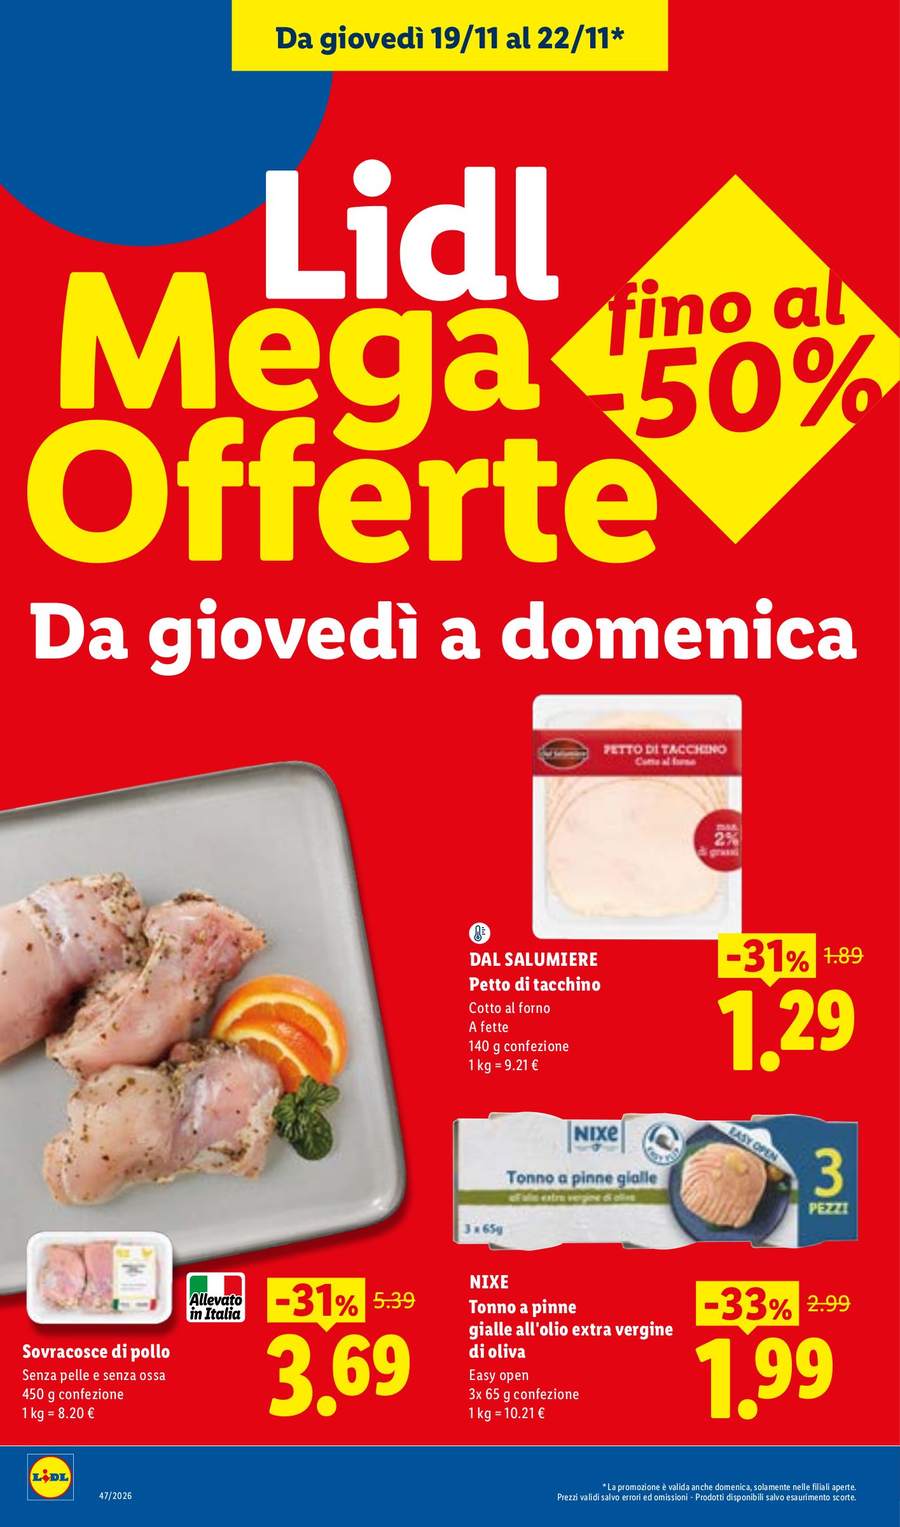 Da giovedì 19/11 al 22/11*
Lidl
Mega
Offerte
fino al
-50%
Da giovedì a domenica
Dal Salumiere
PETTO DI TACCHINO
Cotto al forno
max.
2%
di grassi
DAL SALUMIERE
Petto di tacchino
Cotto al forno
A fette
140 g confezione
1 kg = 9.21 €
-31%
1.89
1.29
NIXE
EASY PEEL
EASY OPEN
Tonno a pinne gialle
all'olio extra vergine di oliva
3 x 65g
3
PEZZI
NIXE
Tonno a pinne
gialle all'olio extra vergine
di oliva
Easy open
3x 65 g confezione
1 kg = 10.21 €
-33%
2.99
1.99
Allevato
in Italia
Sovracosce di pollo
Senza pelle e senza ossa
450 g confezione
1 kg = 8.20 €
-31%
5.39
3.69
LIDL
47/2026
* La promozione è valida anche domenica, solamente nelle filiali aperte.
Prezzi validi salvo errori ed omissioni - Prodotti disponibili salvo esaurimento scorte.